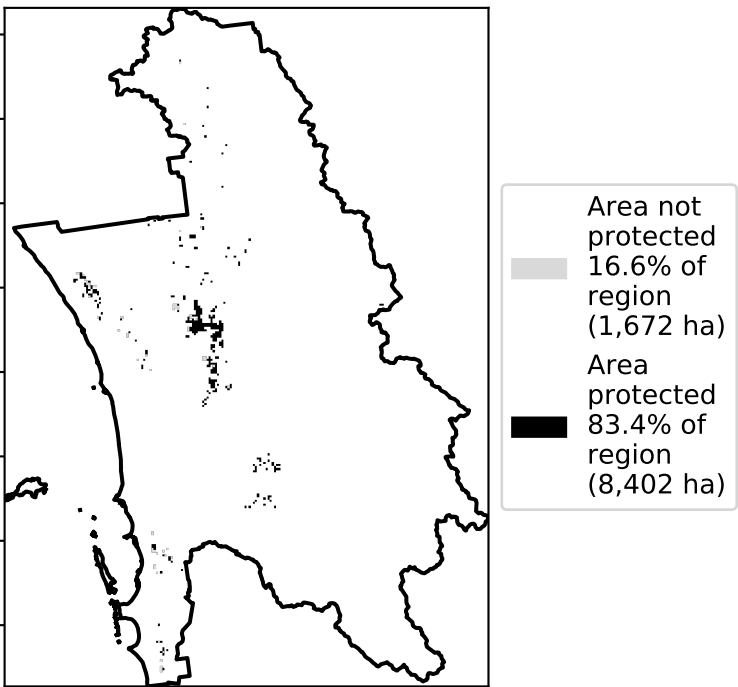 Area not
protected
16.6% of
region
(1,672 ha)
Area
protected
83.4% of
region
(8,402 ha)